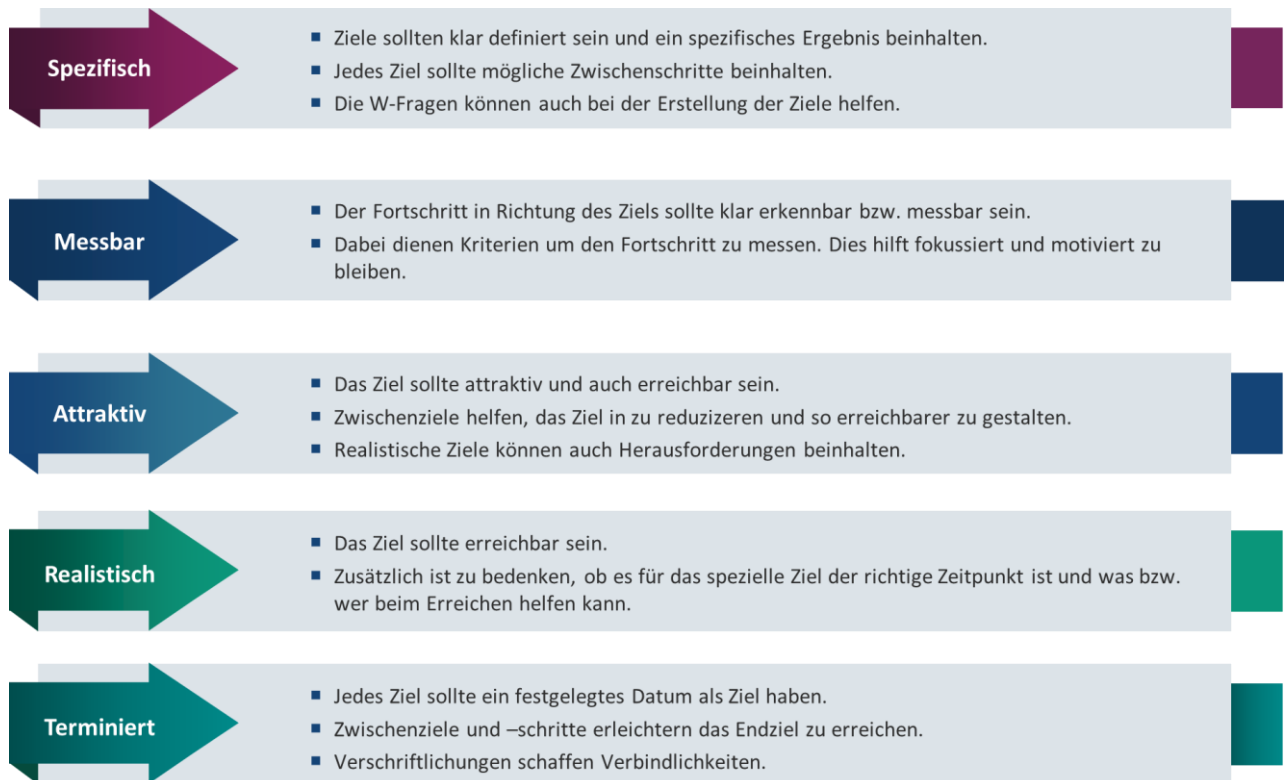 Spezifisch
▪ Ziele sollten klar definiert sein und ein spezifisches Ergebnis beinhalten.
▪ Jedes Ziel sollte mögliche Zwischenschritte beinhalten.
▪ Die W-Fragen können auch bei der Erstellung der Ziele helfen.
Messbar
▪ Der Fortschritt in Richtung des Ziels sollte klar erkennbar bzw. messbar sein.
▪ Dabei dienen Kriterien um den Fortschritt zu messen. Dies hilft fokussiert und motiviert zu
bleiben.
Attraktiv
▪ Das Ziel sollte attraktiv und auch erreichbar sein.
▪ Zwischenziele helfen, das Ziel in zu reduzizeren und so erreichbarer zu gestalten.
▪ Realistische Ziele können auch Herausforderungen beinhalten.
Realistisch
▪ Das Ziel sollte erreichbar sein.
▪ Zusätzlich ist zu bedenken, ob es für das spezielle Ziel der richtige Zeitpunkt ist und was bzw.
wer beim Erreichen helfen kann.
Terminiert
▪ Jedes Ziel sollte ein festgelegtes Datum als Ziel haben.
▪ Zwischenziele und –schritte erleichtern das Endziel zu erreichen.
▪ Verschriftlichungen schaffen Verbindlichkeiten.